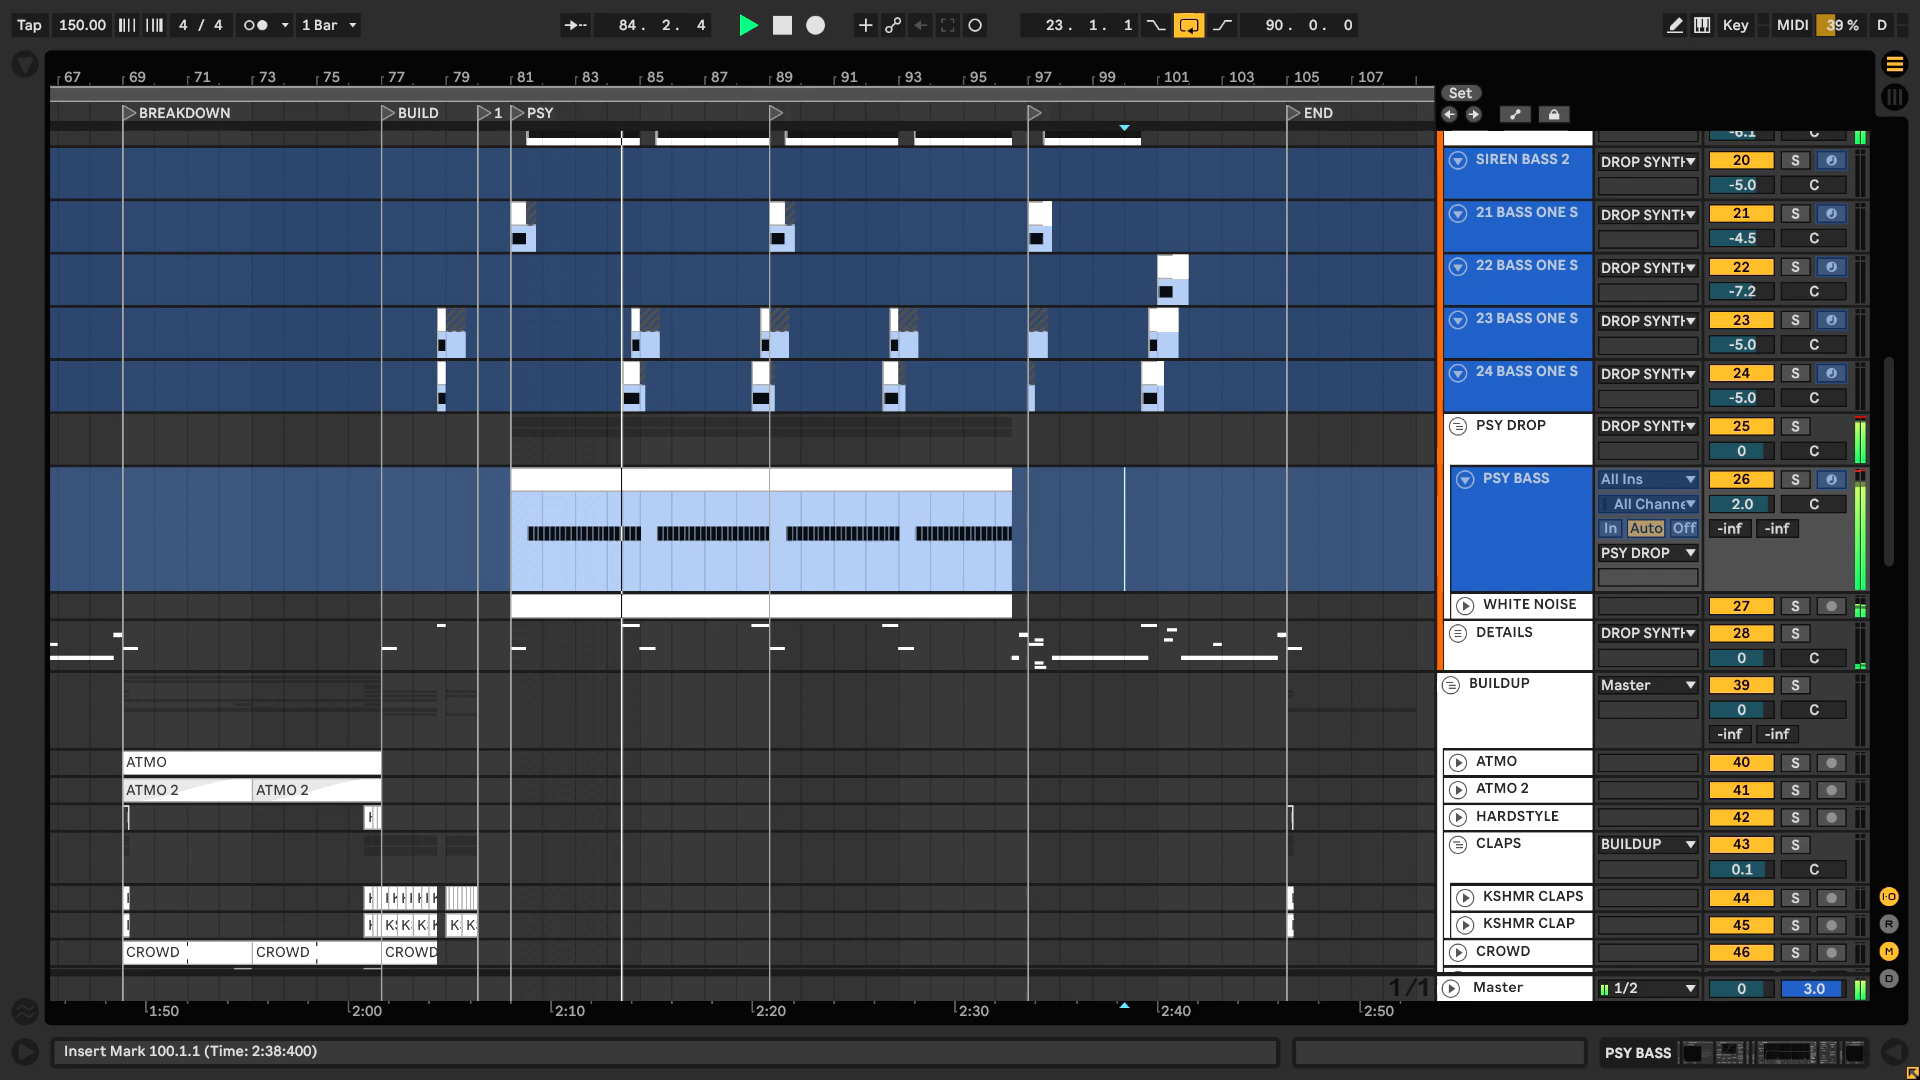 Tap 150.00 4 / 4 1 Bar 84. 2. 4 23. 1. 1 90. 0. 0 Key MIDI 39 % D
67 69 71 73 75 77 79 81 83 85 87 89 91 93 95 97 99 101 103 105 107
Set
BREAKDOWN BUILD 1 PSY END
-6.1 C
SIREN BASS 2 DROP SYNTH 20 S
-5.0 C
21 BASS ONE S DROP SYNTH 21 S
-4.5 C
22 BASS ONE S DROP SYNTH 22 S
-7.2 C
23 BASS ONE S DROP SYNTH 23 S
-5.0 C
24 BASS ONE S DROP SYNTH 24 S
-5.0 C
PSY DROP DROP SYNTH 25 S
0 C
PSY BASS All Ins 26 S
All Channe 2.0 C
In Auto Off -inf -inf
PSY DROP
WHITE NOISE 27 S
DETAILS DROP SYNTH 28 S
0 C
BUILDUP Master 39 S
0 C
-inf -inf
ATMO ATMO 40 S
ATMO 2 ATMO 2 ATMO 2 41 S
HARDSTYLE 42 S
CLAPS BUILDUP 43 S
0.1 C
KSHMR CLAPS 44 S
KSHMR CLAP 45 S
CROWD CROWD CROWD CROWD 46 S
1/1 Master 1/2 0 3.0
I·O
R
M
D
1:50 2:00 2:10 2:20 2:30 2:40 2:50
Insert Mark 100.1.1 (Time: 2:38:400) PSY BASS